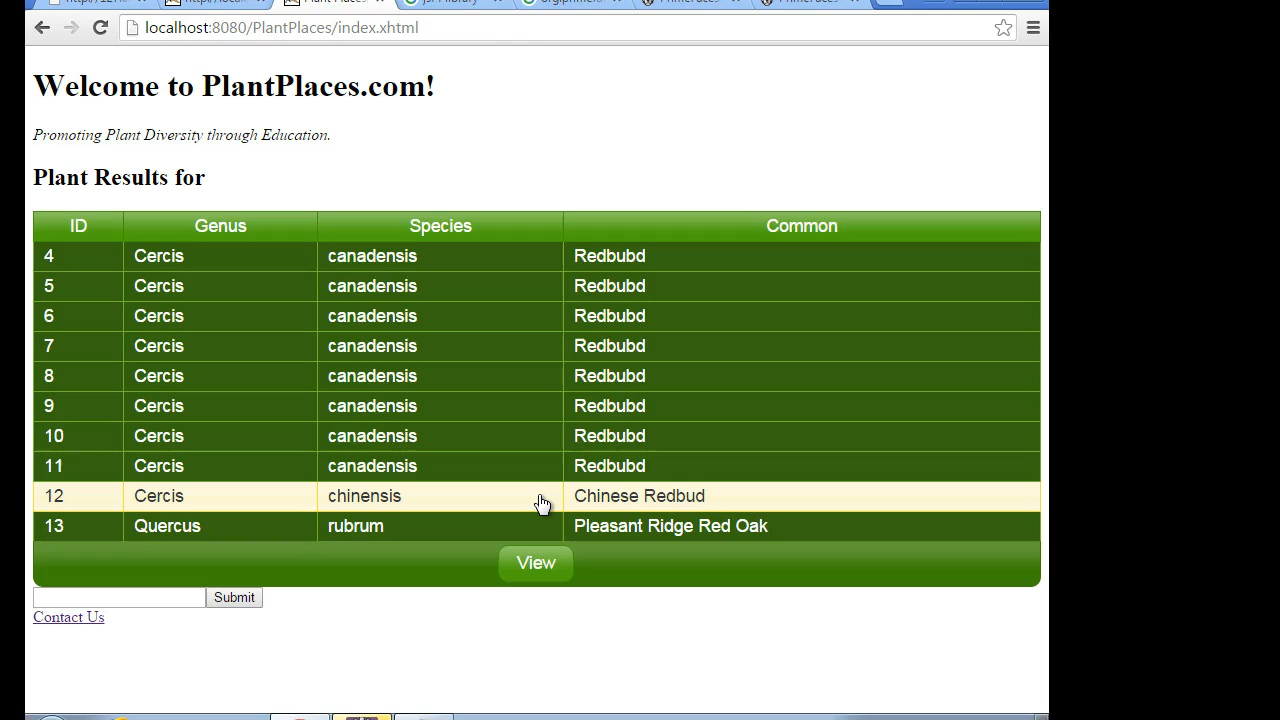 localhost:8080/PlantPlaces/index.xhtml
Welcome to PlantPlaces.com!
Promoting Plant Diversity through Education.
Plant Results for
ID Genus Species Common
4 Cercis canadensis Redbubd
5 Cercis canadensis Redbubd
6 Cercis canadensis Redbubd
7 Cercis canadensis Redbubd
8 Cercis canadensis Redbubd
9 Cercis canadensis Redbubd
10 Cercis canadensis Redbubd
11 Cercis canadensis Redbubd
12 Cercis chinensis Chinese Redbud
13 Quercus rubrum Pleasant Ridge Red Oak
View
Submit
Contact Us